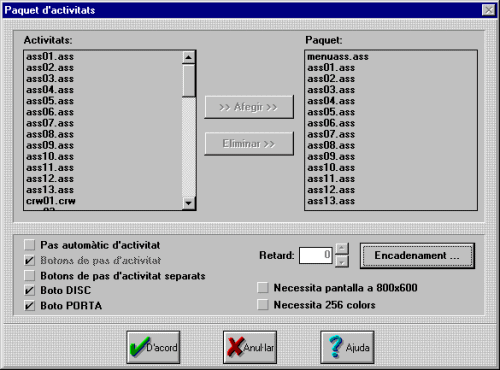 Paquet d'activitats
Activitats:
ass01.ass
ass02.ass
ass03.ass
ass04.ass
ass05.ass
ass06.ass
ass07.ass
ass08.ass
ass09.ass
ass10.ass
ass11.ass
ass12.ass
ass13.ass
crw01.crw
>> Afegir >>
Eliminar >>
Paquet:
menuass.ass
ass01.ass
ass02.ass
ass03.ass
ass04.ass
ass05.ass
ass06.ass
ass07.ass
ass08.ass
ass09.ass
ass10.ass
ass11.ass
ass12.ass
ass13.ass
Pas automàtic d'activitat
Botons de pas d'activitat
Botons de pas d'activitat separats
Boto DISC
Boto PORTA
Retard: 0
Encadenament ...
Necessita pantalla a 800x600
Necessita 256 colors
D'acord
Anul·lar
Ajuda